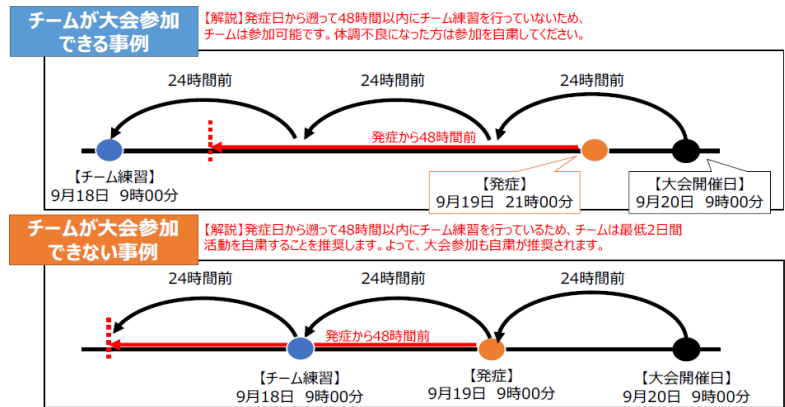 チームが大会参加
できる事例
【解説】発症日から遡って48時間以内にチーム練習を行っていないため、
チームは参加可能です。体調不良になった方は参加を自粛してください。
24時間前
24時間前
24時間前
発症から48時間前
【チーム練習】
9月18日 9時00分
【発症】
9月19日 21時00分
【大会開催日】
9月20日 9時00分
チームが大会参加
できない事例
【解説】発症日から遡って48時間以内にチーム練習を行っているため、チームは最低2日間
活動を自粛することを推奨します。よって、大会参加も自粛が推奨されます。
24時間前
24時間前
24時間前
発症から48時間前
【チーム練習】
9月18日 9時00分
【発症】
9月19日 9時00分
【大会開催日】
9月20日 9時00分